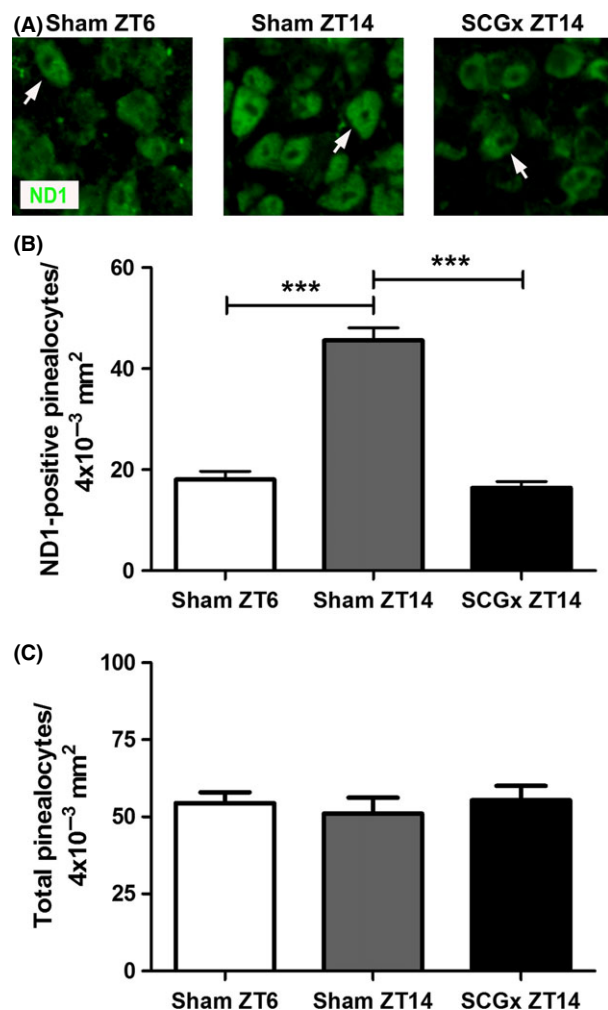 (A) Sham ZT6 Sham ZT14 SCGx ZT14
ND1
(B)
ND1-positive pinealocytes/
4x10⁻³ mm²
60
40
20
0
*** ***
Sham ZT6 Sham ZT14 SCGx ZT14
(C)
Total pinealocytes/
4x10⁻³ mm²
100
75
50
25
0
Sham ZT6 Sham ZT14 SCGx ZT14